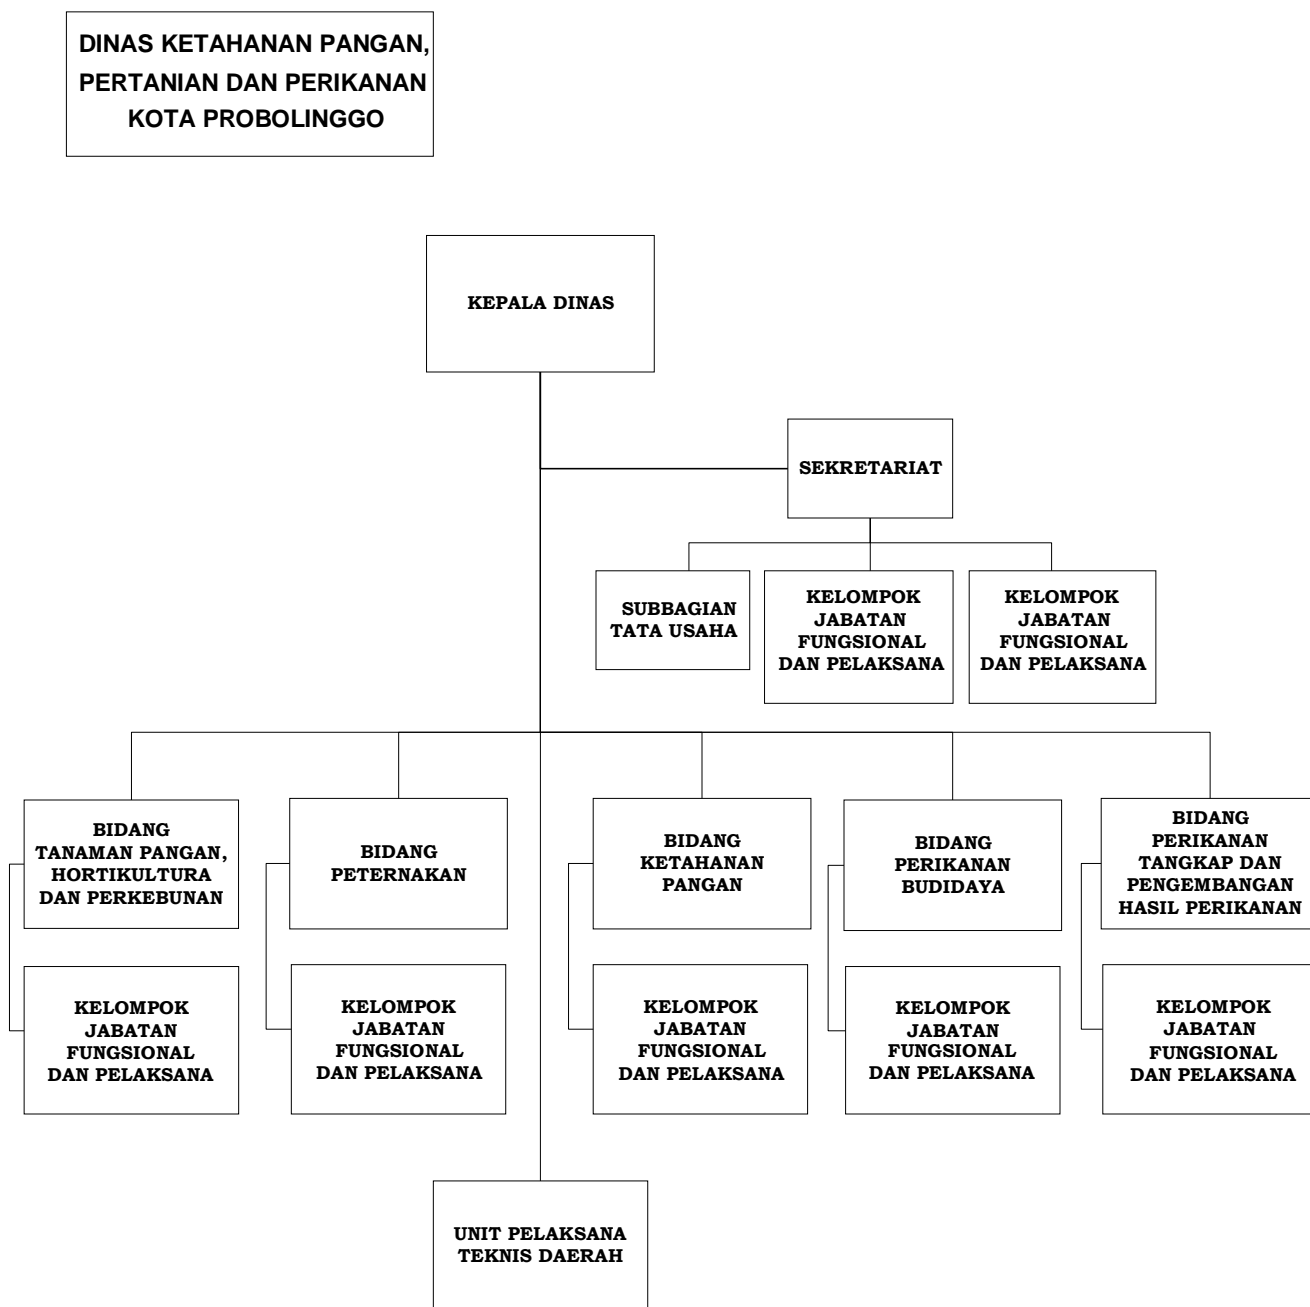 DINAS KETAHANAN PANGAN,
PERTANIAN DAN PERIKANAN
KOTA PROBOLINGGO
KEPALA DINAS
SEKRETARIAT
SUBBAGIAN
TATA USAHA
KELOMPOK
JABATAN
FUNGSIONAL
DAN PELAKSANA
KELOMPOK
JABATAN
FUNGSIONAL
DAN PELAKSANA
BIDANG
TANAMAN PANGAN,
HORTIKULTURA
DAN PERKEBUNAN
BIDANG
PETERNAKAN
BIDANG
KETAHANAN
PANGAN
BIDANG
PERIKANAN
BUDIDAYA
BIDANG
PERIKANAN
TANGKAP DAN
PENGEMBANGAN
HASIL PERIKANAN
KELOMPOK
JABATAN
FUNGSIONAL
DAN PELAKSANA
KELOMPOK
JABATAN
FUNGSIONAL
DAN PELAKSANA
KELOMPOK
JABATAN
FUNGSIONAL
DAN PELAKSANA
KELOMPOK
JABATAN
FUNGSIONAL
DAN PELAKSANA
KELOMPOK
JABATAN
FUNGSIONAL
DAN PELAKSANA
UNIT PELAKSANA
TEKNIS DAERAH